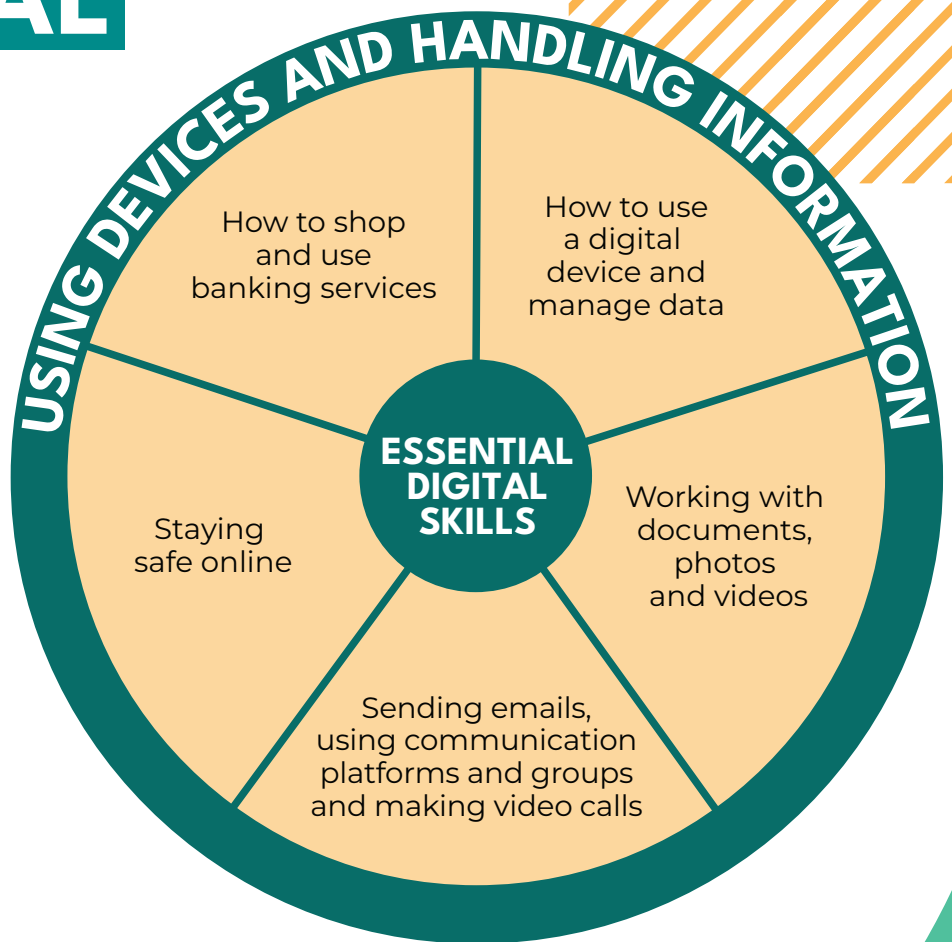 USING DEVICES AND HANDLING INFORMATION
How to shop
and use
banking services
How to use
a digital
device and
manage data
ESSENTIAL
DIGITAL
SKILLS
Staying
safe online
Working with
documents,
photos
and videos
Sending emails,
using communication
platforms and groups
and making video calls